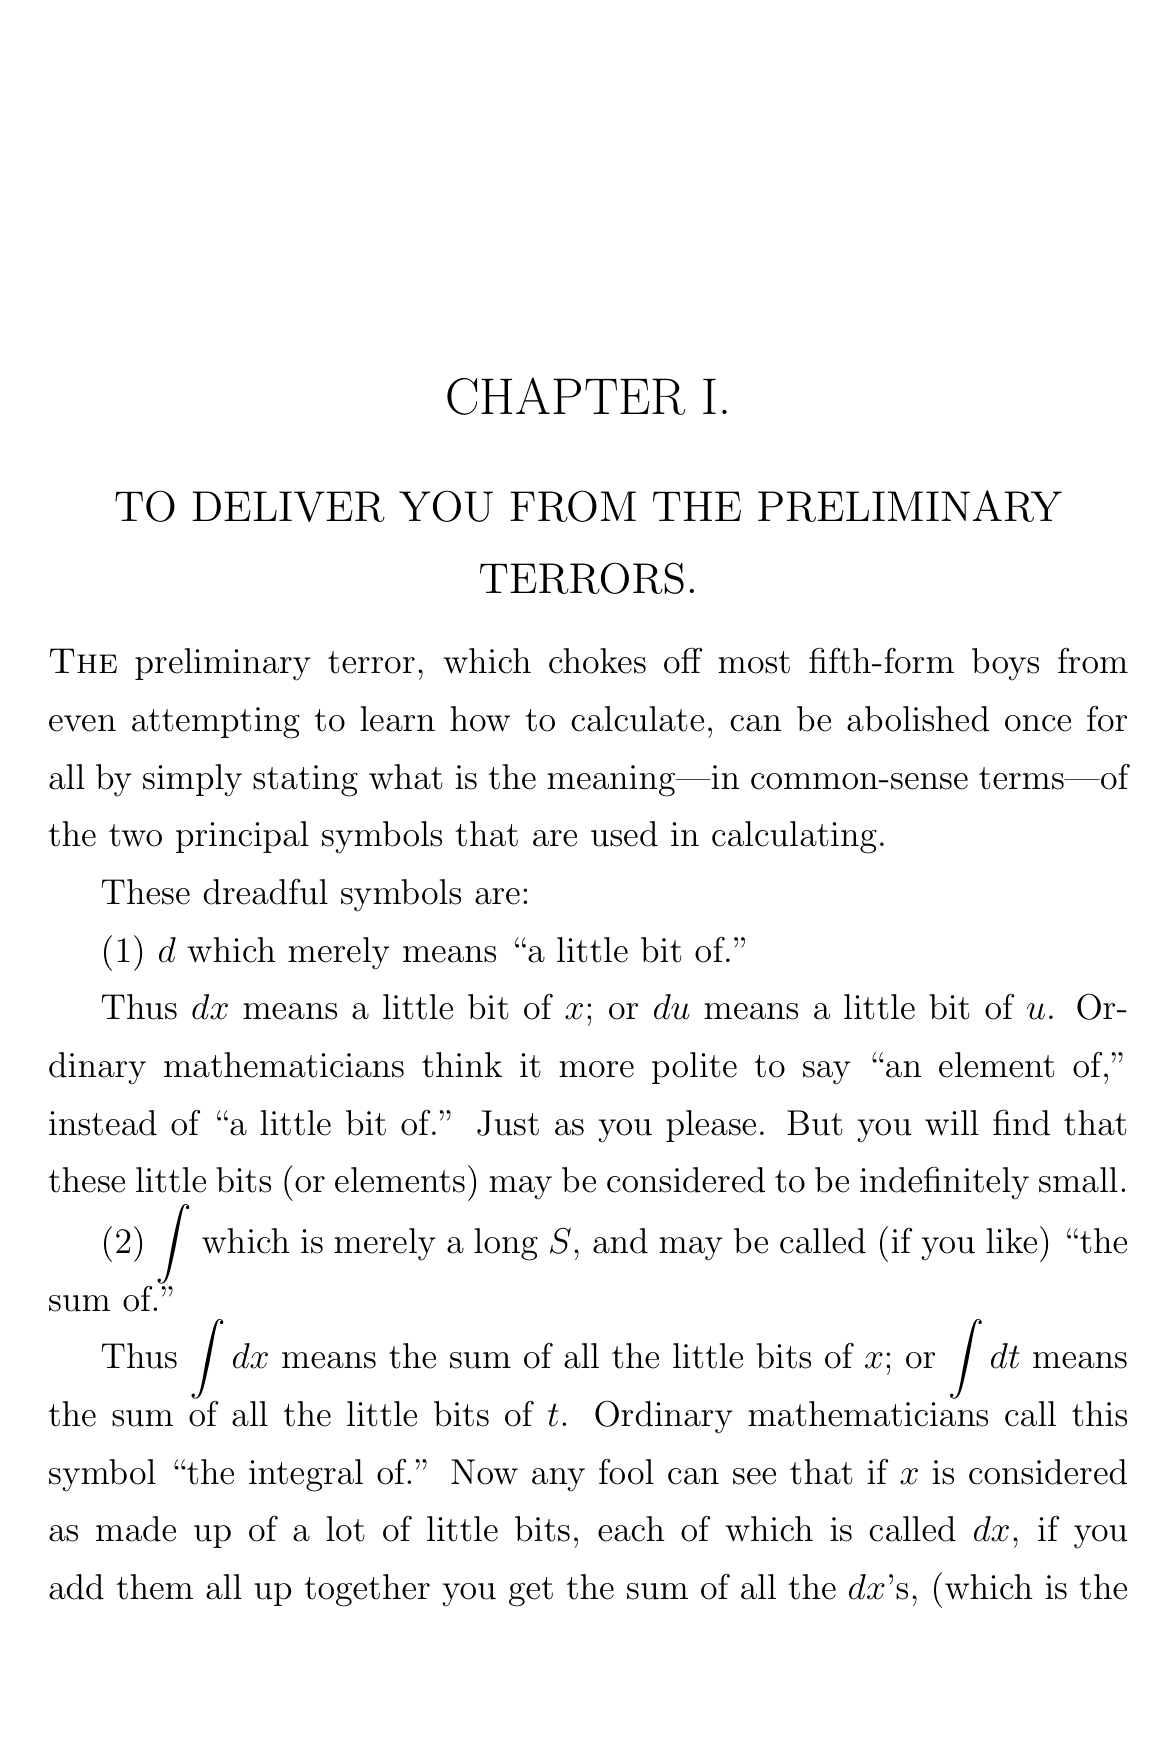 CHAPTER I.
TO DELIVER YOU FROM THE PRELIMINARY
TERRORS.
The preliminary terror, which chokes off most fifth-form boys from
even attempting to learn how to calculate, can be abolished once for
all by simply stating what is the meaning—in common-sense terms—of
the two principal symbols that are used in calculating.
These dreadful symbols are:
(1) d which merely means “a little bit of.”
Thus dx means a little bit of x; or du means a little bit of u. Or-
dinary mathematicians think it more polite to say “an element of,”
instead of “a little bit of.” Just as you please. But you will find that
these little bits (or elements) may be considered to be indefinitely small.
(2) ∫ which is merely a long S, and may be called (if you like) “the
sum of.”
Thus ∫ dx means the sum of all the little bits of x; or ∫ dt means
the sum of all the little bits of t. Ordinary mathematicians call this
symbol “the integral of.” Now any fool can see that if x is considered
as made up of a lot of little bits, each of which is called dx, if you
add them all up together you get the sum of all the dx’s, (which is the